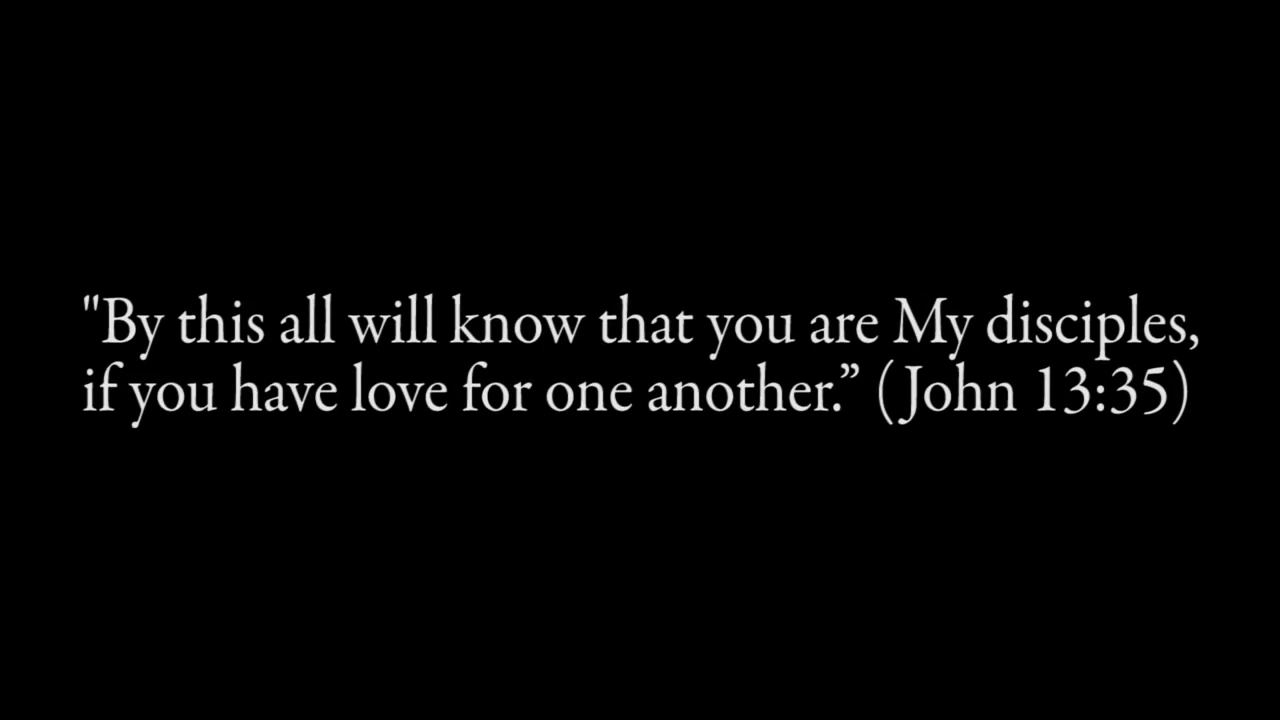 "By this all will know that you are My disciples,
if you have love for one another.” (John 13:35)